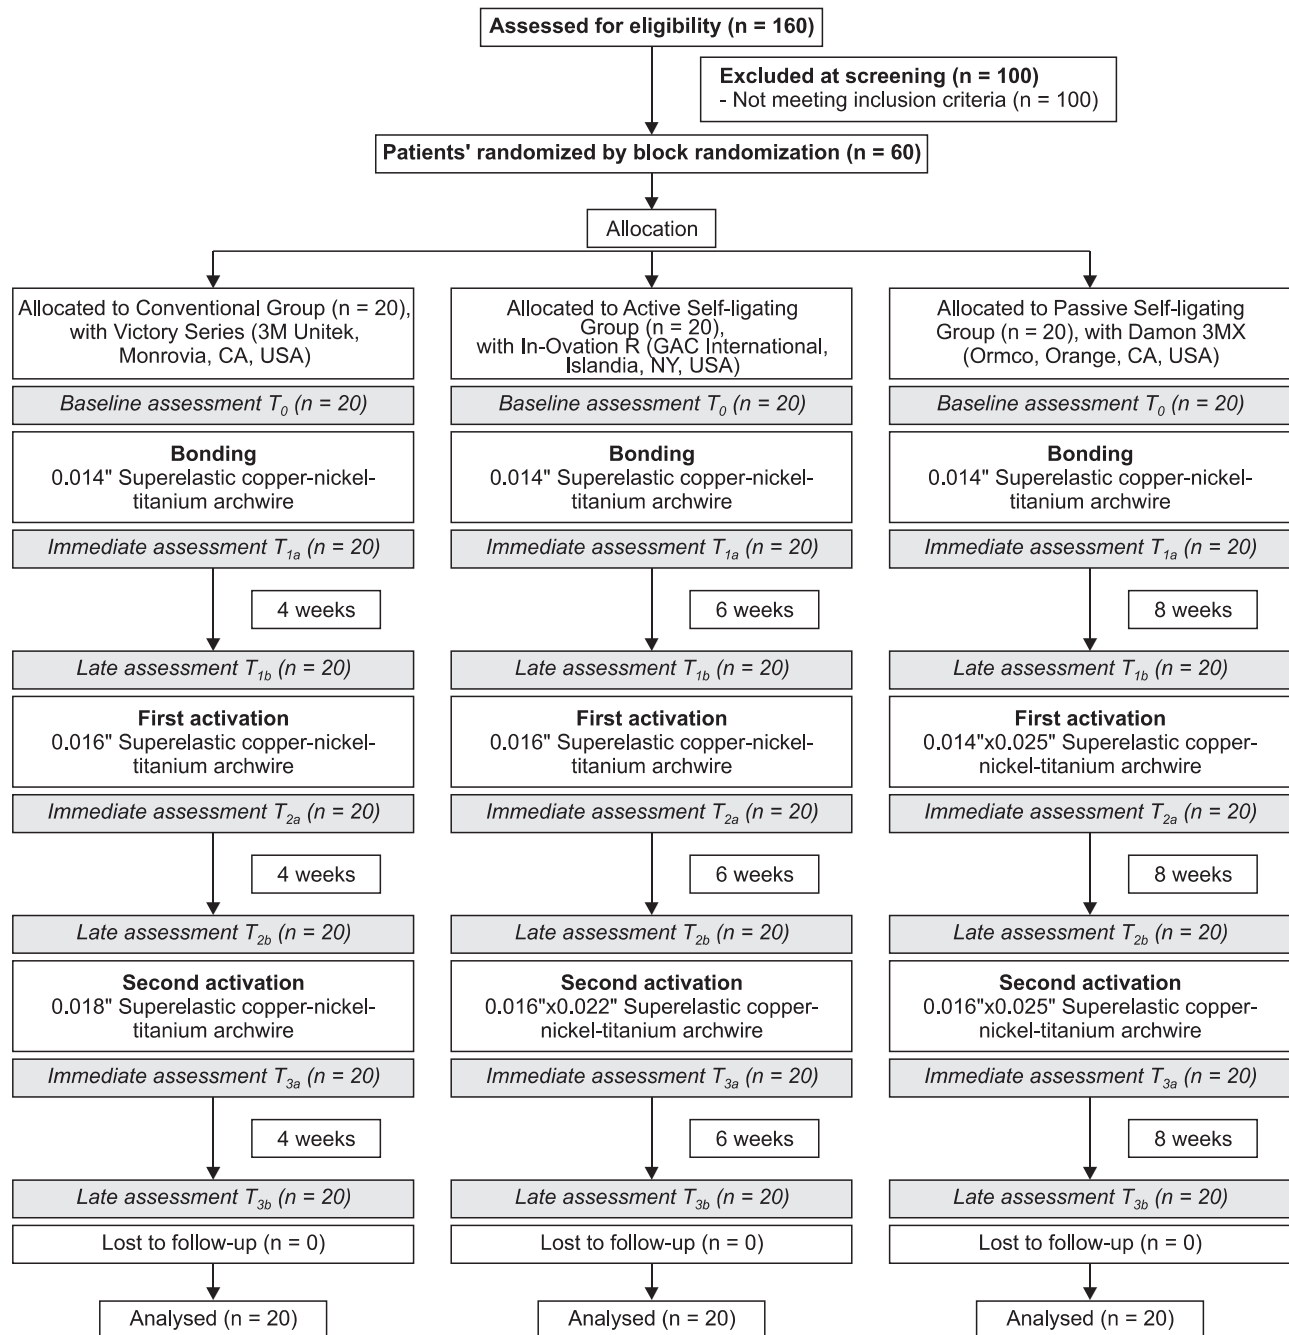 Assessed for eligibility (n = 160)
Excluded at screening (n = 100)
- Not meeting inclusion criteria (n = 100)
Patients' randomized by block randomization (n = 60)
Allocation
Allocated to Conventional Group (n = 20),
with Victory Series (3M Unitek,
Monrovia, CA, USA)
Baseline assessment T0 (n = 20)
Bonding
0.014" Superelastic copper-nickel-
titanium archwire
Immediate assessment T1a (n = 20)
4 weeks
Late assessment T1b (n = 20)
First activation
0.016" Superelastic copper-nickel-
titanium archwire
Immediate assessment T2a (n = 20)
4 weeks
Late assessment T2b (n = 20)
Second activation
0.018" Superelastic copper-nickel-
titanium archwire
Immediate assessment T3a (n = 20)
4 weeks
Late assessment T3b (n = 20)
Lost to follow-up (n = 0)
Analysed (n = 20)
Allocated to Active Self-ligating
Group (n = 20),
with In-Ovation R (GAC International,
Islandia, NY, USA)
Baseline assessment T0 (n = 20)
Bonding
0.014" Superelastic copper-nickel-
titanium archwire
Immediate assessment T1a (n = 20)
6 weeks
Late assessment T1b (n = 20)
First activation
0.016" Superelastic copper-nickel-
titanium archwire
Immediate assessment T2a (n = 20)
6 weeks
Late assessment T2b (n = 20)
Second activation
0.016"x0.022" Superelastic copper-
nickel-titanium archwire
Immediate assessment T3a (n = 20)
6 weeks
Late assessment T3b (n = 20)
Lost to follow-up (n = 0)
Analysed (n = 20)
Allocated to Passive Self-ligating
Group (n = 20), with Damon 3MX
(Ormco, Orange, CA, USA)
Baseline assessment T0 (n = 20)
Bonding
0.014" Superelastic copper-nickel-
titanium archwire
Immediate assessment T1a (n = 20)
8 weeks
Late assessment T1b (n = 20)
First activation
0.014"x0.025" Superelastic copper-
nickel-titanium archwire
Immediate assessment T2a (n = 20)
8 weeks
Late assessment T2b (n = 20)
Second activation
0.016"x0.025" Superelastic copper-
nickel-titanium archwire
Immediate assessment T3a (n = 20)
8 weeks
Late assessment T3b (n = 20)
Lost to follow-up (n = 0)
Analysed (n = 20)